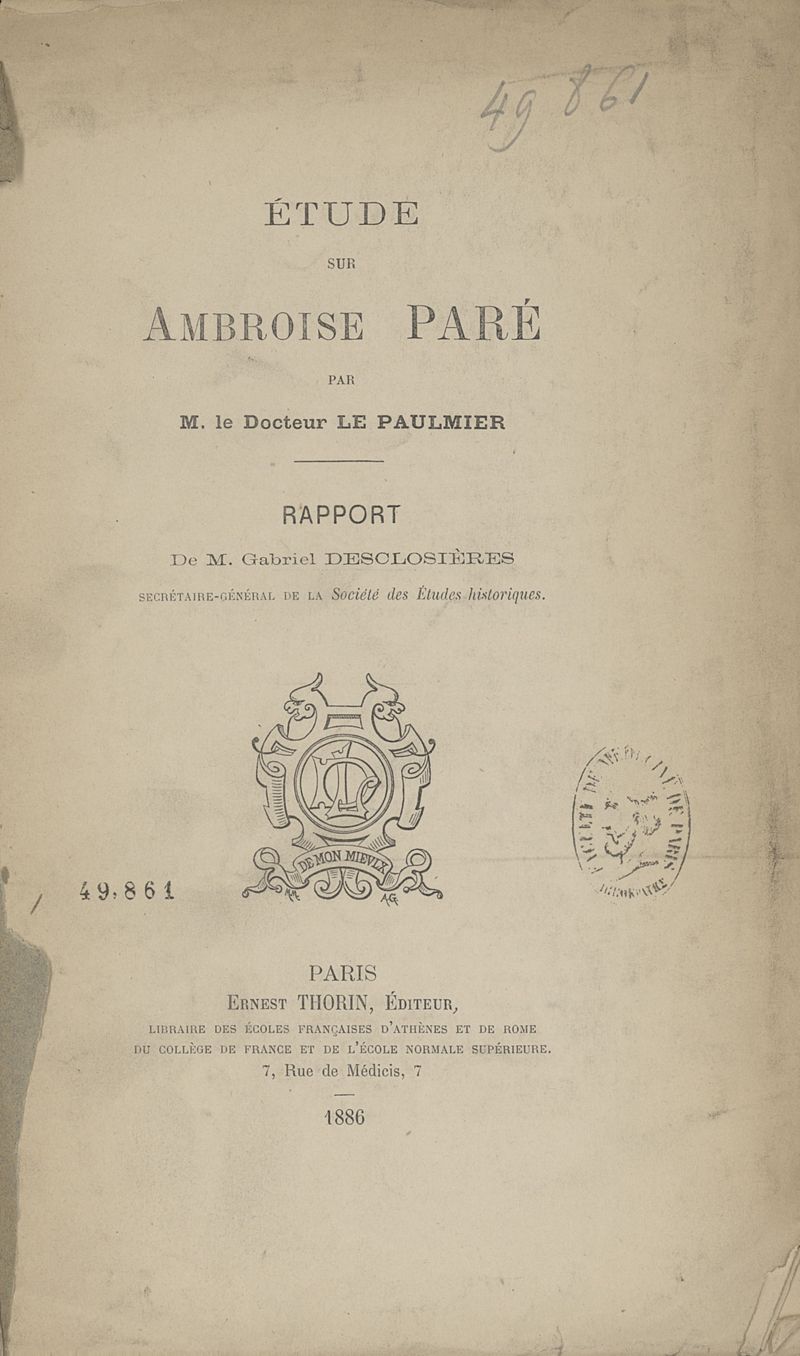 49 861
ÉTUDE
SUR
AMBROISE PARÉ
PAR
M. le Docteur LE PAULMIER
RAPPORT
De M. Gabriel DESCLOSIÈRES
SECRÉTAIRE-GÉNÉRAL DE LA Société des Études historiques.
DE MON MIEVLX
A.G.
49,861
PARIS
ERNEST THORIN, ÉDITEUR,
LIBRAIRE DES ÉCOLES FRANÇAISES D'ATHÈNES ET DE ROME
DU COLLÈGE DE FRANCE ET DE L'ÉCOLE NORMALE SUPÉRIEURE.
7, Rue de Médicis, 7
1886